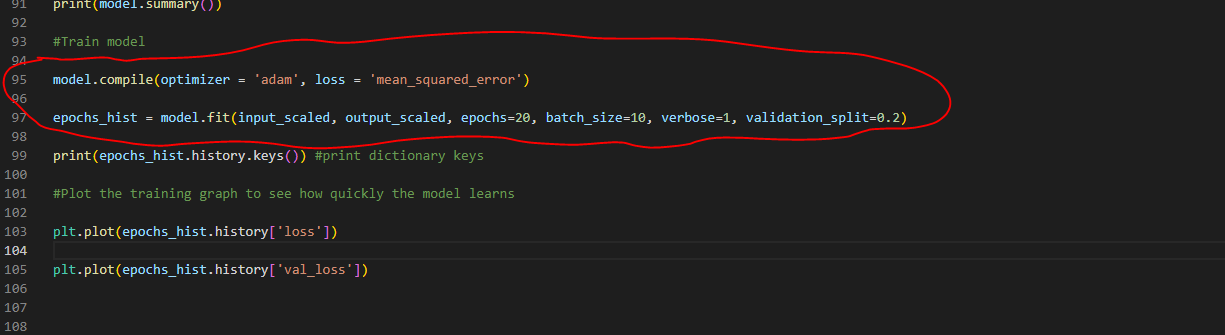 91 print(model.summary())
92
93 #Train model
94
95 model.compile(optimizer = 'adam', loss = 'mean_squared_error')
96
97 epochs_hist = model.fit(input_scaled, output_scaled, epochs=20, batch_size=10, verbose=1, validation_split=0.2)
98
99 print(epochs_hist.history.keys()) #print dictionary keys
100
101 #Plot the training graph to see how quickly the model learns
102
103 plt.plot(epochs_hist.history['loss'])
104
105 plt.plot(epochs_hist.history['val_loss'])
106
107
108